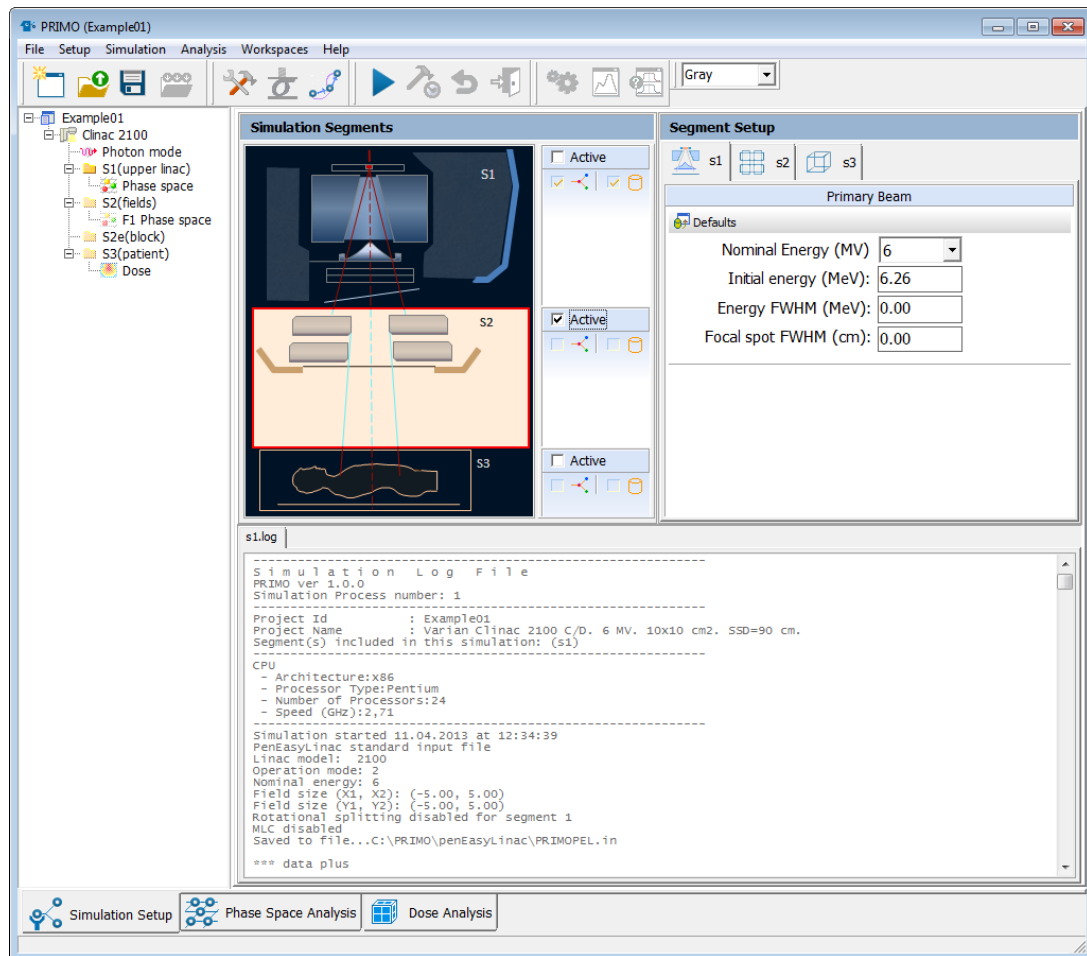 PRIMO (Example01)
File Setup Simulation Analysis Workspaces Help
Gray
Example01
Clinac 2100
Photon mode
S1(upper linac)
Phase space
S2(fields)
F1 Phase space
S2e(block)
S3(patient)
Dose
Simulation Segments
S1
Active
S2
Active
S3
Active
Segment Setup
s1 s2 s3
Primary Beam
Defaults
Nominal Energy (MV) 6
Initial energy (MeV): 6.26
Energy FWHM (MeV): 0.00
Focal spot FWHM (cm): 0.00
s1.log
------------------------------------------------------------------
S i m u l a t i o n   L o g   F i l e
PRIMO ver 1.0.0
Simulation Process number: 1
------------------------------------------------------------------
Project Id : Example01
Project Name : Varian Clinac 2100 C/D. 6 MV. 10x10 cm2. SSD=90 cm.
Segment(s) included in this simulation: (s1)
------------------------------------------------------------------
CPU
- Architecture:x86
- Processor Type:Pentium
- Number of Processors:24
- Speed (GHz):2,71
------------------------------------------------------------------
Simulation started 11.04.2013 at 12:34:39
PenEasyLinac standard input file
Linac model: 2100
Operation mode: 2
Nominal energy: 6
Field size (X1, X2): (-5.00, 5.00)
Field size (Y1, Y2): (-5.00, 5.00)
Rotational splitting disabled for segment 1
MLC disabled
Saved to file...C:\PRIMO\penEasyLinac\PRIMOPEL.in
*** data plus
Simulation Setup Phase Space Analysis Dose Analysis